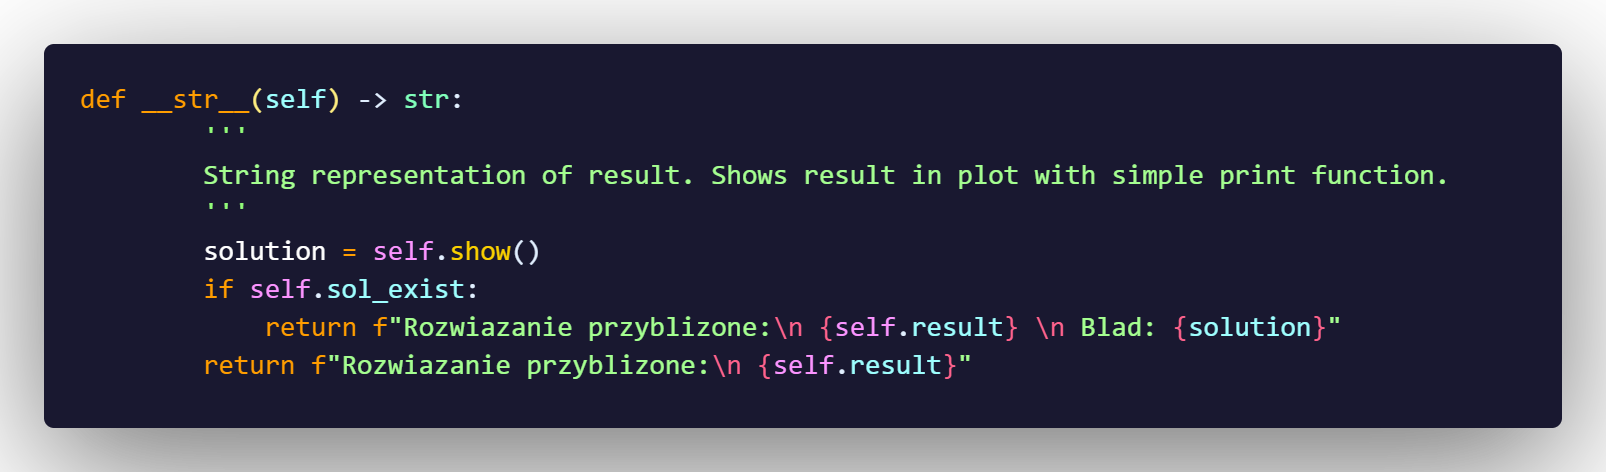 def __str__(self) -> str:
        '''
        String representation of result. Shows result in plot with simple print function.
        '''
        solution = self.show()
        if self.sol_exist:
            return f"Rozwiazanie przyblizone:\n {self.result} \n Blad: {solution}"
        return f"Rozwiazanie przyblizone:\n {self.result}"